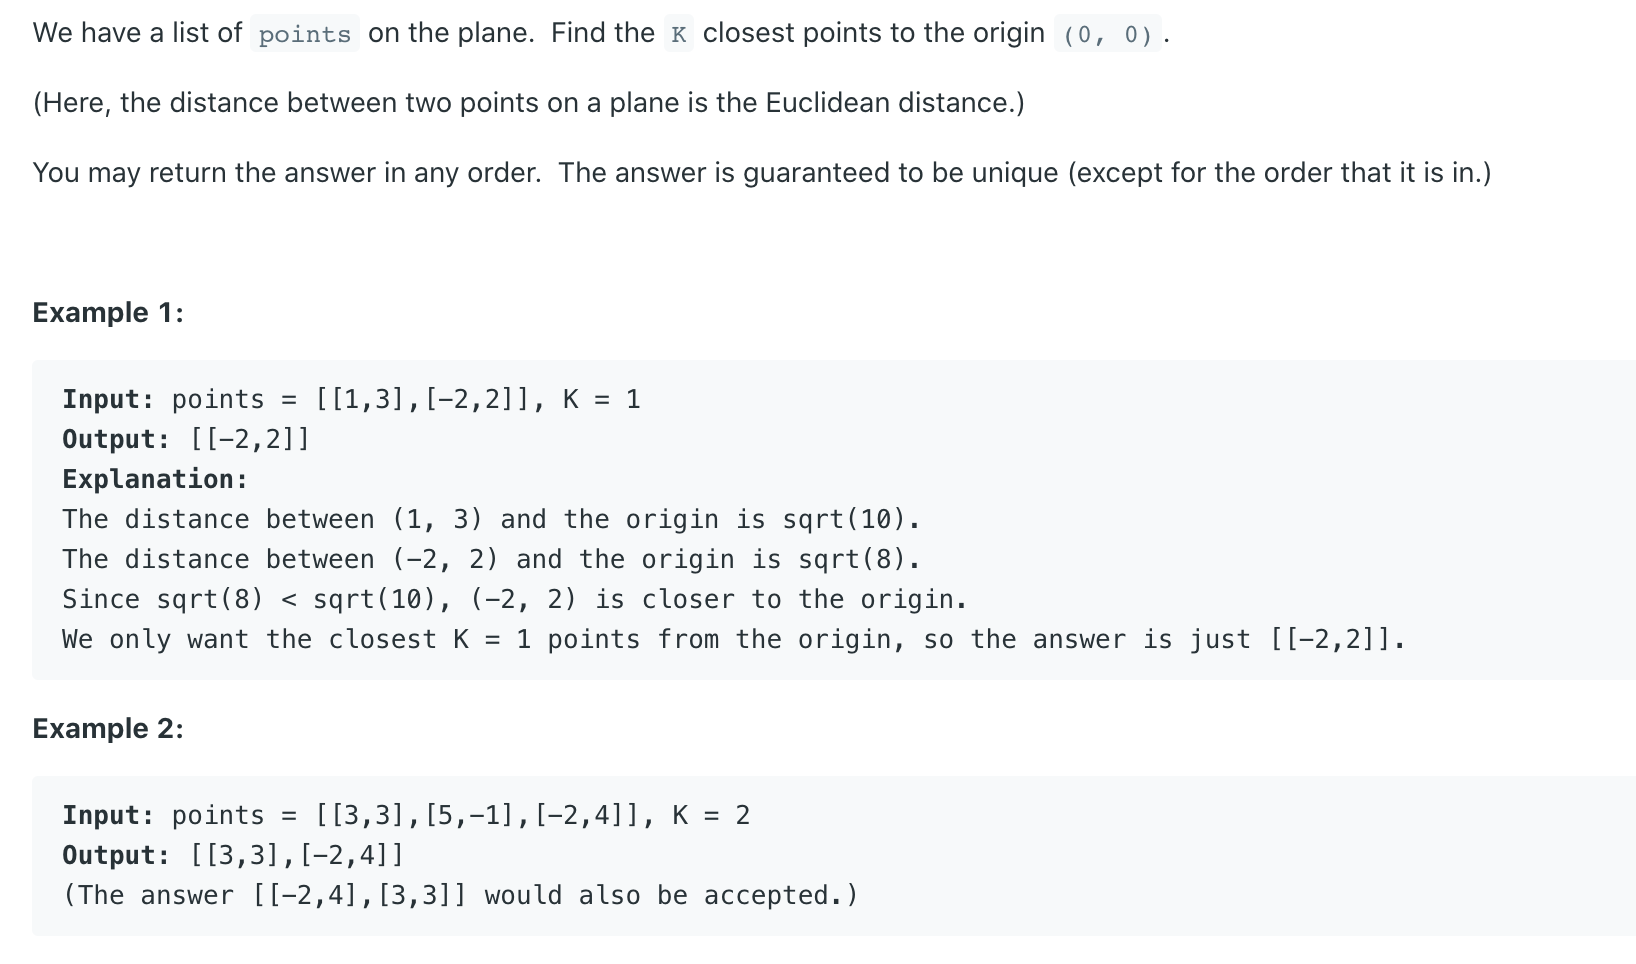 We have a list of points on the plane.  Find the K closest points to the origin (0, 0).
(Here, the distance between two points on a plane is the Euclidean distance.)
You may return the answer in any order.  The answer is guaranteed to be unique (except for the order that it is in.)
Example 1:
Input: points = [[1,3],[-2,2]], K = 1
Output: [[-2,2]]
Explanation:
The distance between (1, 3) and the origin is sqrt(10).
The distance between (-2, 2) and the origin is sqrt(8).
Since sqrt(8) < sqrt(10), (-2, 2) is closer to the origin.
We only want the closest K = 1 points from the origin, so the answer is just [[-2,2]].
Example 2:
Input: points = [[3,3],[5,-1],[-2,4]], K = 2
Output: [[3,3],[-2,4]]
(The answer [[-2,4],[3,3]] would also be accepted.)